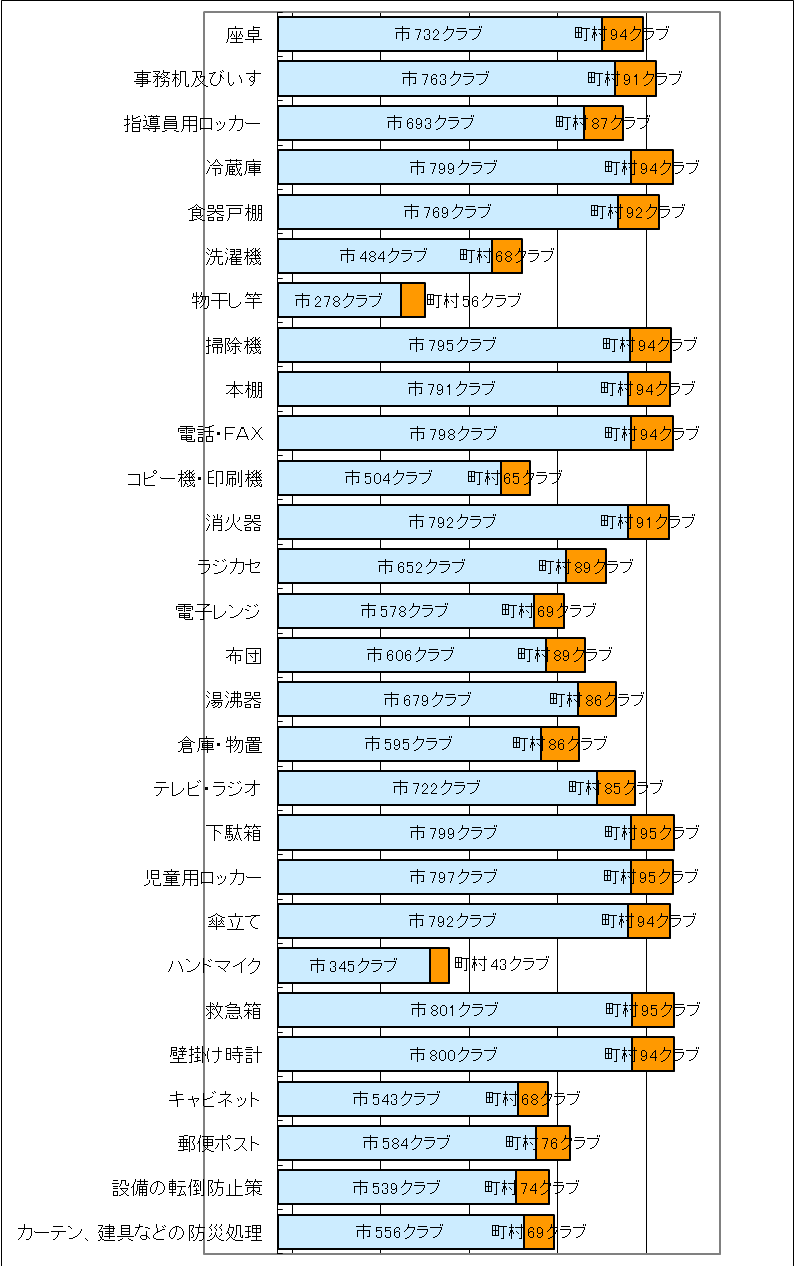 座卓 市 732クラブ 町村 94クラブ
事務机及びいす 市 763クラブ 町村 91クラブ
指導員用ロッカー 市 693クラブ 町村 87クラブ
冷蔵庫 市 799クラブ 町村 94クラブ
食器戸棚 市 769クラブ 町村 92クラブ
洗濯機 市 484クラブ 町村 68クラブ
物干し竿 市 278クラブ 町村 56クラブ
掃除機 市 795クラブ 町村 94クラブ
本棚 市 791クラブ 町村 94クラブ
電話・FAX 市 798クラブ 町村 94クラブ
コピー機・印刷機 市 504クラブ 町村 65クラブ
消火器 市 792クラブ 町村 91クラブ
ラジカセ 市 652クラブ 町村 89クラブ
電子レンジ 市 578クラブ 町村 69クラブ
布団 市 606クラブ 町村 89クラブ
湯沸器 市 679クラブ 町村 86クラブ
倉庫・物置 市 595クラブ 町村 86クラブ
テレビ・ラジオ 市 722クラブ 町村 85クラブ
下駄箱 市 799クラブ 町村 95クラブ
児童用ロッカー 市 797クラブ 町村 95クラブ
傘立て 市 792クラブ 町村 94クラブ
ハンドマイク 市 345クラブ 町村 43クラブ
救急箱 市 801クラブ 町村 95クラブ
壁掛け時計 市 800クラブ 町村 94クラブ
キャビネット 市 543クラブ 町村 68クラブ
郵便ポスト 市 584クラブ 町村 76クラブ
設備の転倒防止策 市 539クラブ 町村 74クラブ
カーテン、建具などの防災処理 市 556クラブ 町村 69クラブ